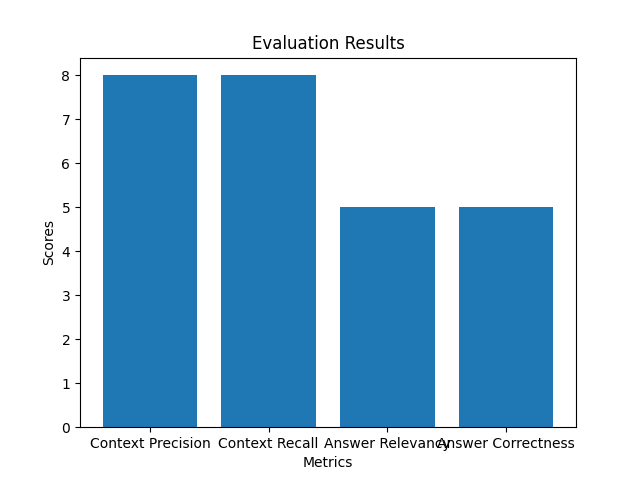 Evaluation Results
Scores
8
7
6
5
4
3
2
1
0
Context Precision
Context Recall
Answer Relevancy
Answer Correctness
Metrics